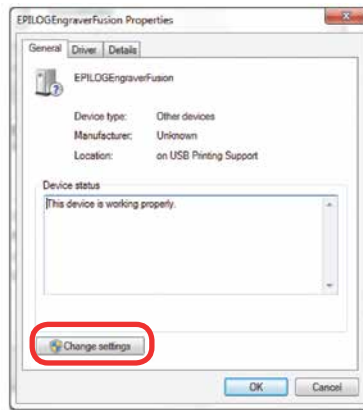 EPILOGEngraverFusion Properties
General Driver Details
EPILOGEngraverFusion
Device type: Other devices
Manufacturer: Unknown
Location: on USB Printing Support
Device status
This device is working properly.
Change settings
OK Cancel